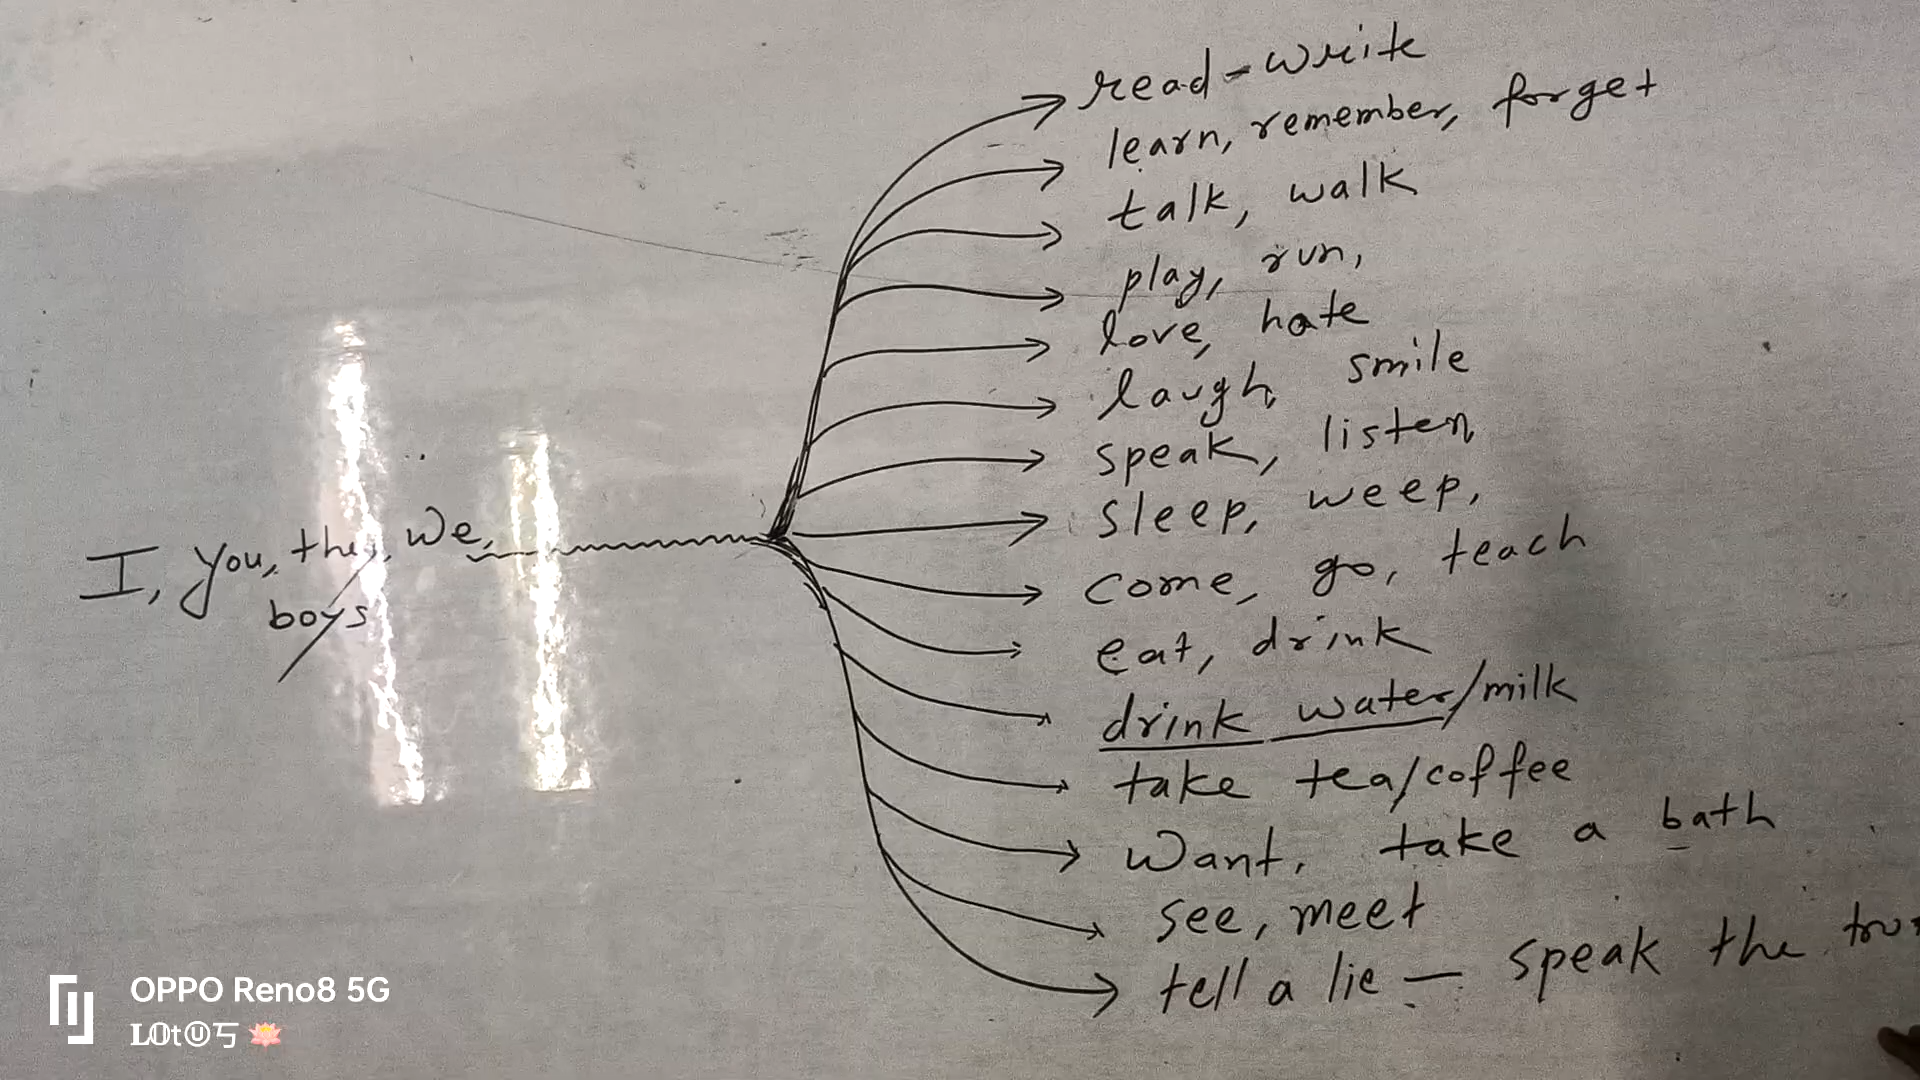 read - write
learn, remember, forget
talk, walk
play, run,
love, hate
laugh, smile
speak, listen,
sleep, weep,
I, you, they, we,
boys
come, go, teach
eat, drink
drink water/milk
take tea/coffee
want, take a bath
see, meet
tell a lie — speak the
OPPO Reno8 5G